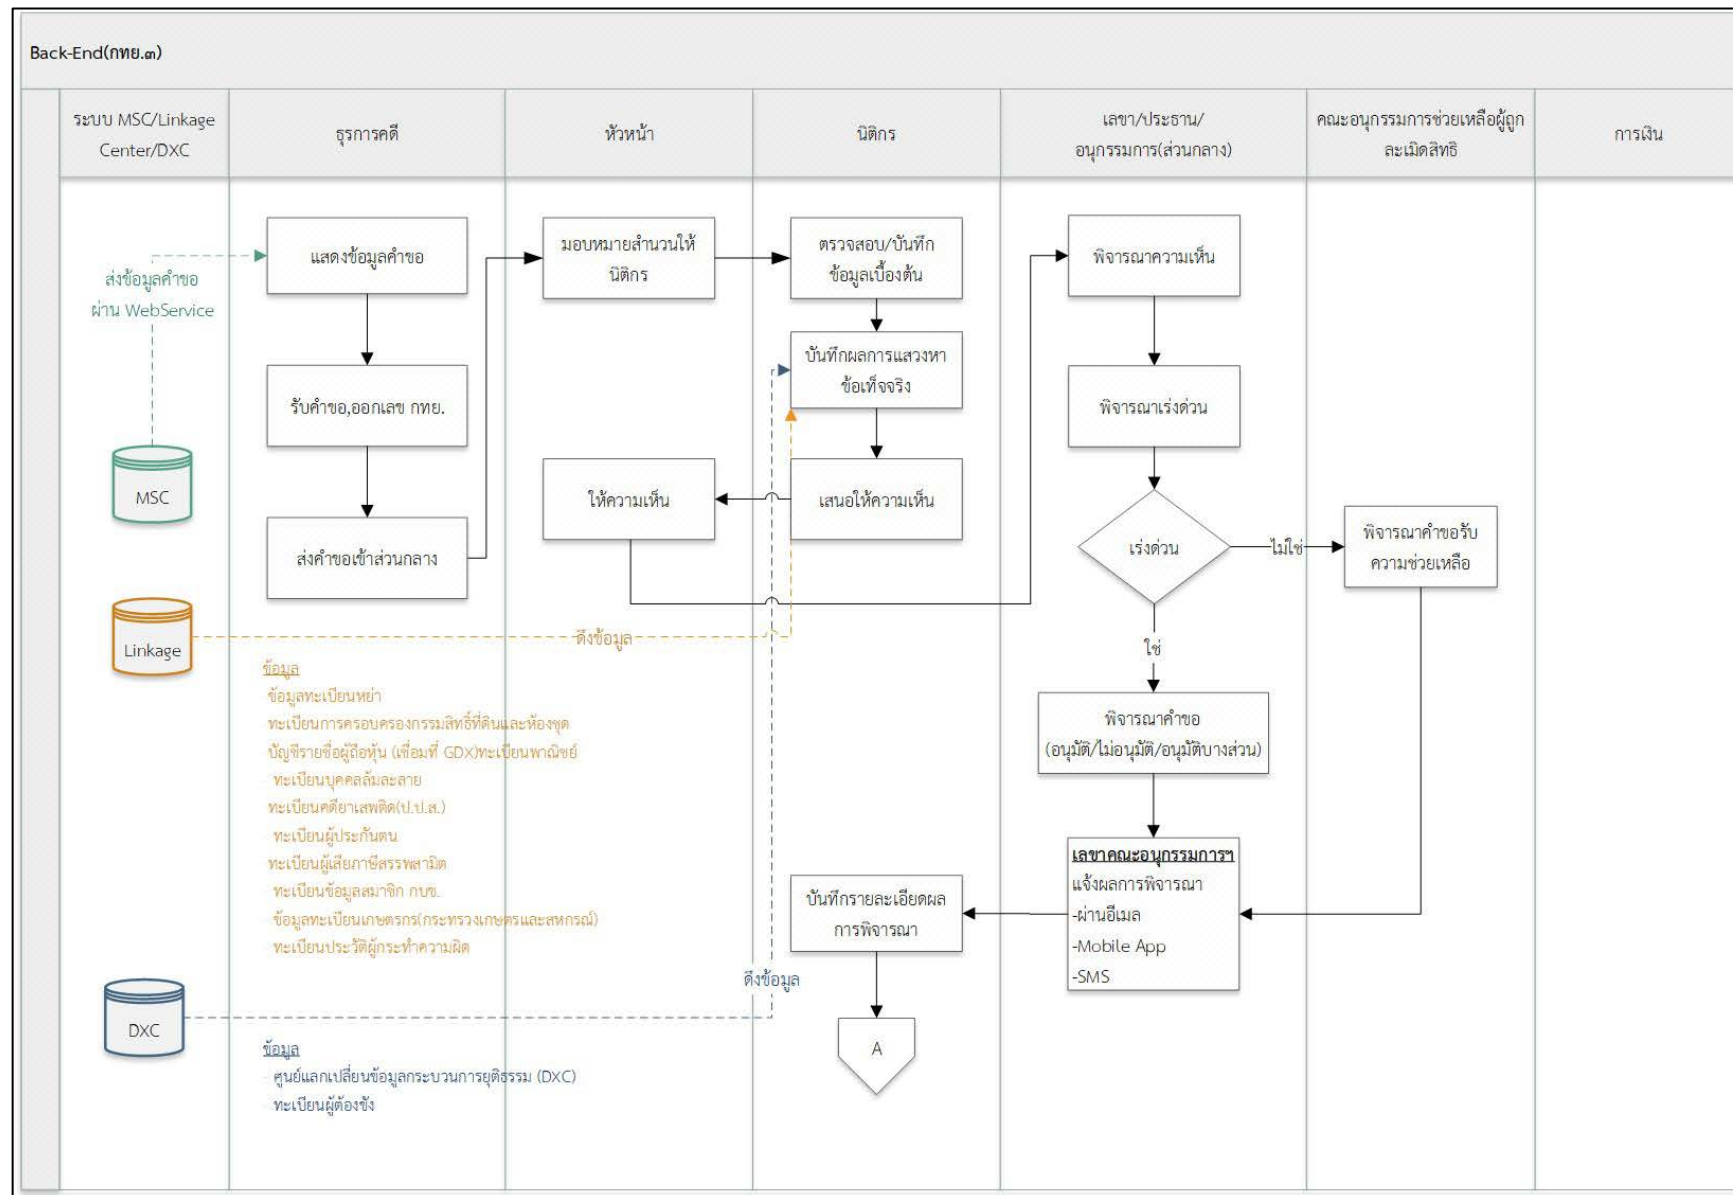 Back-End(กทย.๓)
ระบบ MSC/Linkage
Center/DXC
ธุรการคดี
หัวหน้า
นิติกร
เลขา/ประธาน/
อนุกรรมการ(ส่วนกลาง)
คณะอนุกรรมการช่วยเหลือผู้ถูก
ละเมิดสิทธิ
การเงิน
ส่งข้อมูลคำขอ
ผ่าน WebService
MSC
Linkage
DXC
แสดงข้อมูลคำขอ
รับคำขอ,ออกเลข กทย.
ส่งคำขอเข้าส่วนกลาง
มอบหมายสำนวนให้
นิติกร
ตรวจสอบ/บันทึก
ข้อมูลเบื้องต้น
บันทึกผลการแสวงหา
ข้อเท็จจริง
เสนอให้ความเห็น
ให้ความเห็น
พิจารณาความเห็น
พิจารณาเร่งด่วน
เร่งด่วน
ไม่ใช่
พิจารณาคำขอรับ
ความช่วยเหลือ
ใช่
พิจารณาคำขอ
(อนุมัติ/ไม่อนุมัติ/อนุมัติบางส่วน)
เลขาคณะอนุกรรมการฯ
แจ้งผลการพิจารณา
-ผ่านอีเมล
-Mobile App
-SMS
บันทึกรายละเอียดผล
การพิจารณา
A
ดึงข้อมูล
ข้อมูล
ข้อมูลทะเบียนหย่า
ทะเบียนการครอบครองกรรมสิทธิ์ที่ดินและห้องชุด
บัญชีรายชื่อผู้ถือหุ้น (เชื่อมที่ GDX)ทะเบียนพาณิชย์
ทะเบียนบุคคลล้มละลาย
ทะเบียนคดียาเสพติด(ป.ป.ส.)
ทะเบียนผู้ประกันตน
ทะเบียนผู้เสียภาษีสรรพสามิต
ทะเบียนข้อมูลสมาชิก กบข.
ข้อมูลทะเบียนเกษตรกร(กระทรวงเกษตรและสหกรณ์)
ทะเบียนประวัติผู้กระทำความผิด
ดึงข้อมูล
ข้อมูล
- ศูนย์แลกเปลี่ยนข้อมูลกระบวนการยุติธรรม (DXC)
- ทะเบียนผู้ต้องขัง